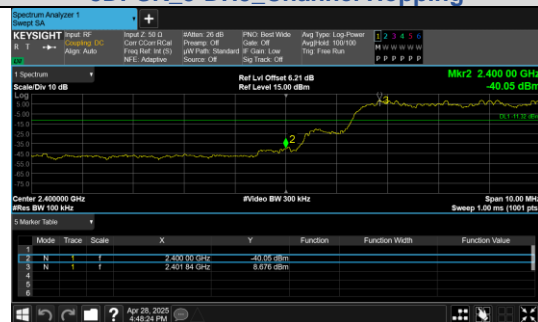 Spectrum Analyzer 1
Swept SA
+
KEYSIGHT Input: RF Input Z: 50 Ω #Atten: 26 dB PNO: Best Wide Avg Type: Log-Power 1 2 3 4 5 6
R T Coupling: DC Corr CCorr RCal Preamp: Off Gate: Off Avg|Hold: 100/100 M W W W W W
Align: Auto Freq Ref: Int (S) µW Path: Standard IF Gain: Low Trig: Free Run
NFE: Adaptive Source: Off Sig Track: Off P P P P P P
1 Spectrum Ref Lvl Offset 6.21 dB Mkr2 2.400 00 GHz
Scale/Div 10 dB Ref Level 15.00 dBm -40.05 dBm
Log
5.00
-5.00
-15.0
-25.0
-35.0
-45.0
-55.0
-65.0
-75.0
2
3
Center 2.400000 GHz #Video BW 300 kHz Span 10.00 MHz
#Res BW 100 kHz Sweep 1.00 ms (1001 pts)
5 Marker Table
Mode Trace Scale X Y Function Function Width Function Value
1
2 N 1 f 2.400 00 GHz -40.05 dBm
3 N 1 f 2.401 84 GHz 8.676 dBm
4
5
6
? Apr 28, 2025
4:48:24 PM